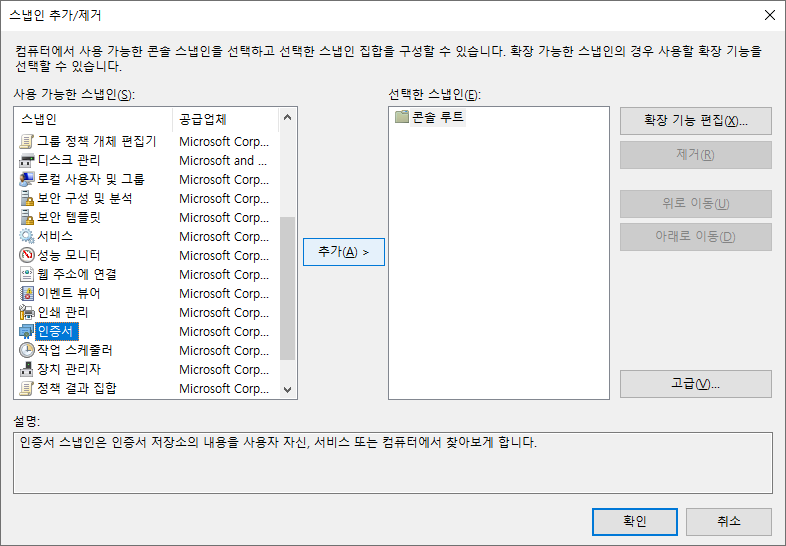 스냅인 추가/제거
컴퓨터에서 사용 가능한 콘솔 스냅인을 선택하고 선택한 스냅인 집합을 구성할 수 있습니다. 확장 가능한 스냅인의 경우 사용할 확장 기능을
선택할 수 있습니다.
사용 가능한 스냅인(S):
스냅인 공급업체
그룹 정책 개체 편집기 Microsoft Corp...
디스크 관리 Microsoft and ...
로컬 사용자 및 그룹 Microsoft Corp...
보안 구성 및 분석 Microsoft Corp...
보안 템플릿 Microsoft Corp...
서비스 Microsoft Corp...
성능 모니터 Microsoft Corp...
웹 주소에 연결 Microsoft Corp...
이벤트 뷰어 Microsoft Corp...
인쇄 관리 Microsoft Corp...
인증서 Microsoft Corp...
작업 스케줄러 Microsoft Corp...
장치 관리자 Microsoft Corp...
정책 결과 집합 Microsoft Corp...
추가(A) >
선택한 스냅인(E):
콘솔 루트
확장 기능 편집(X)...
제거(R)
위로 이동(U)
아래로 이동(D)
고급(V)...
설명:
인증서 스냅인은 인증서 저장소의 내용을 사용자 자신, 서비스 또는 컴퓨터에서 찾아보게 합니다.
확인
취소